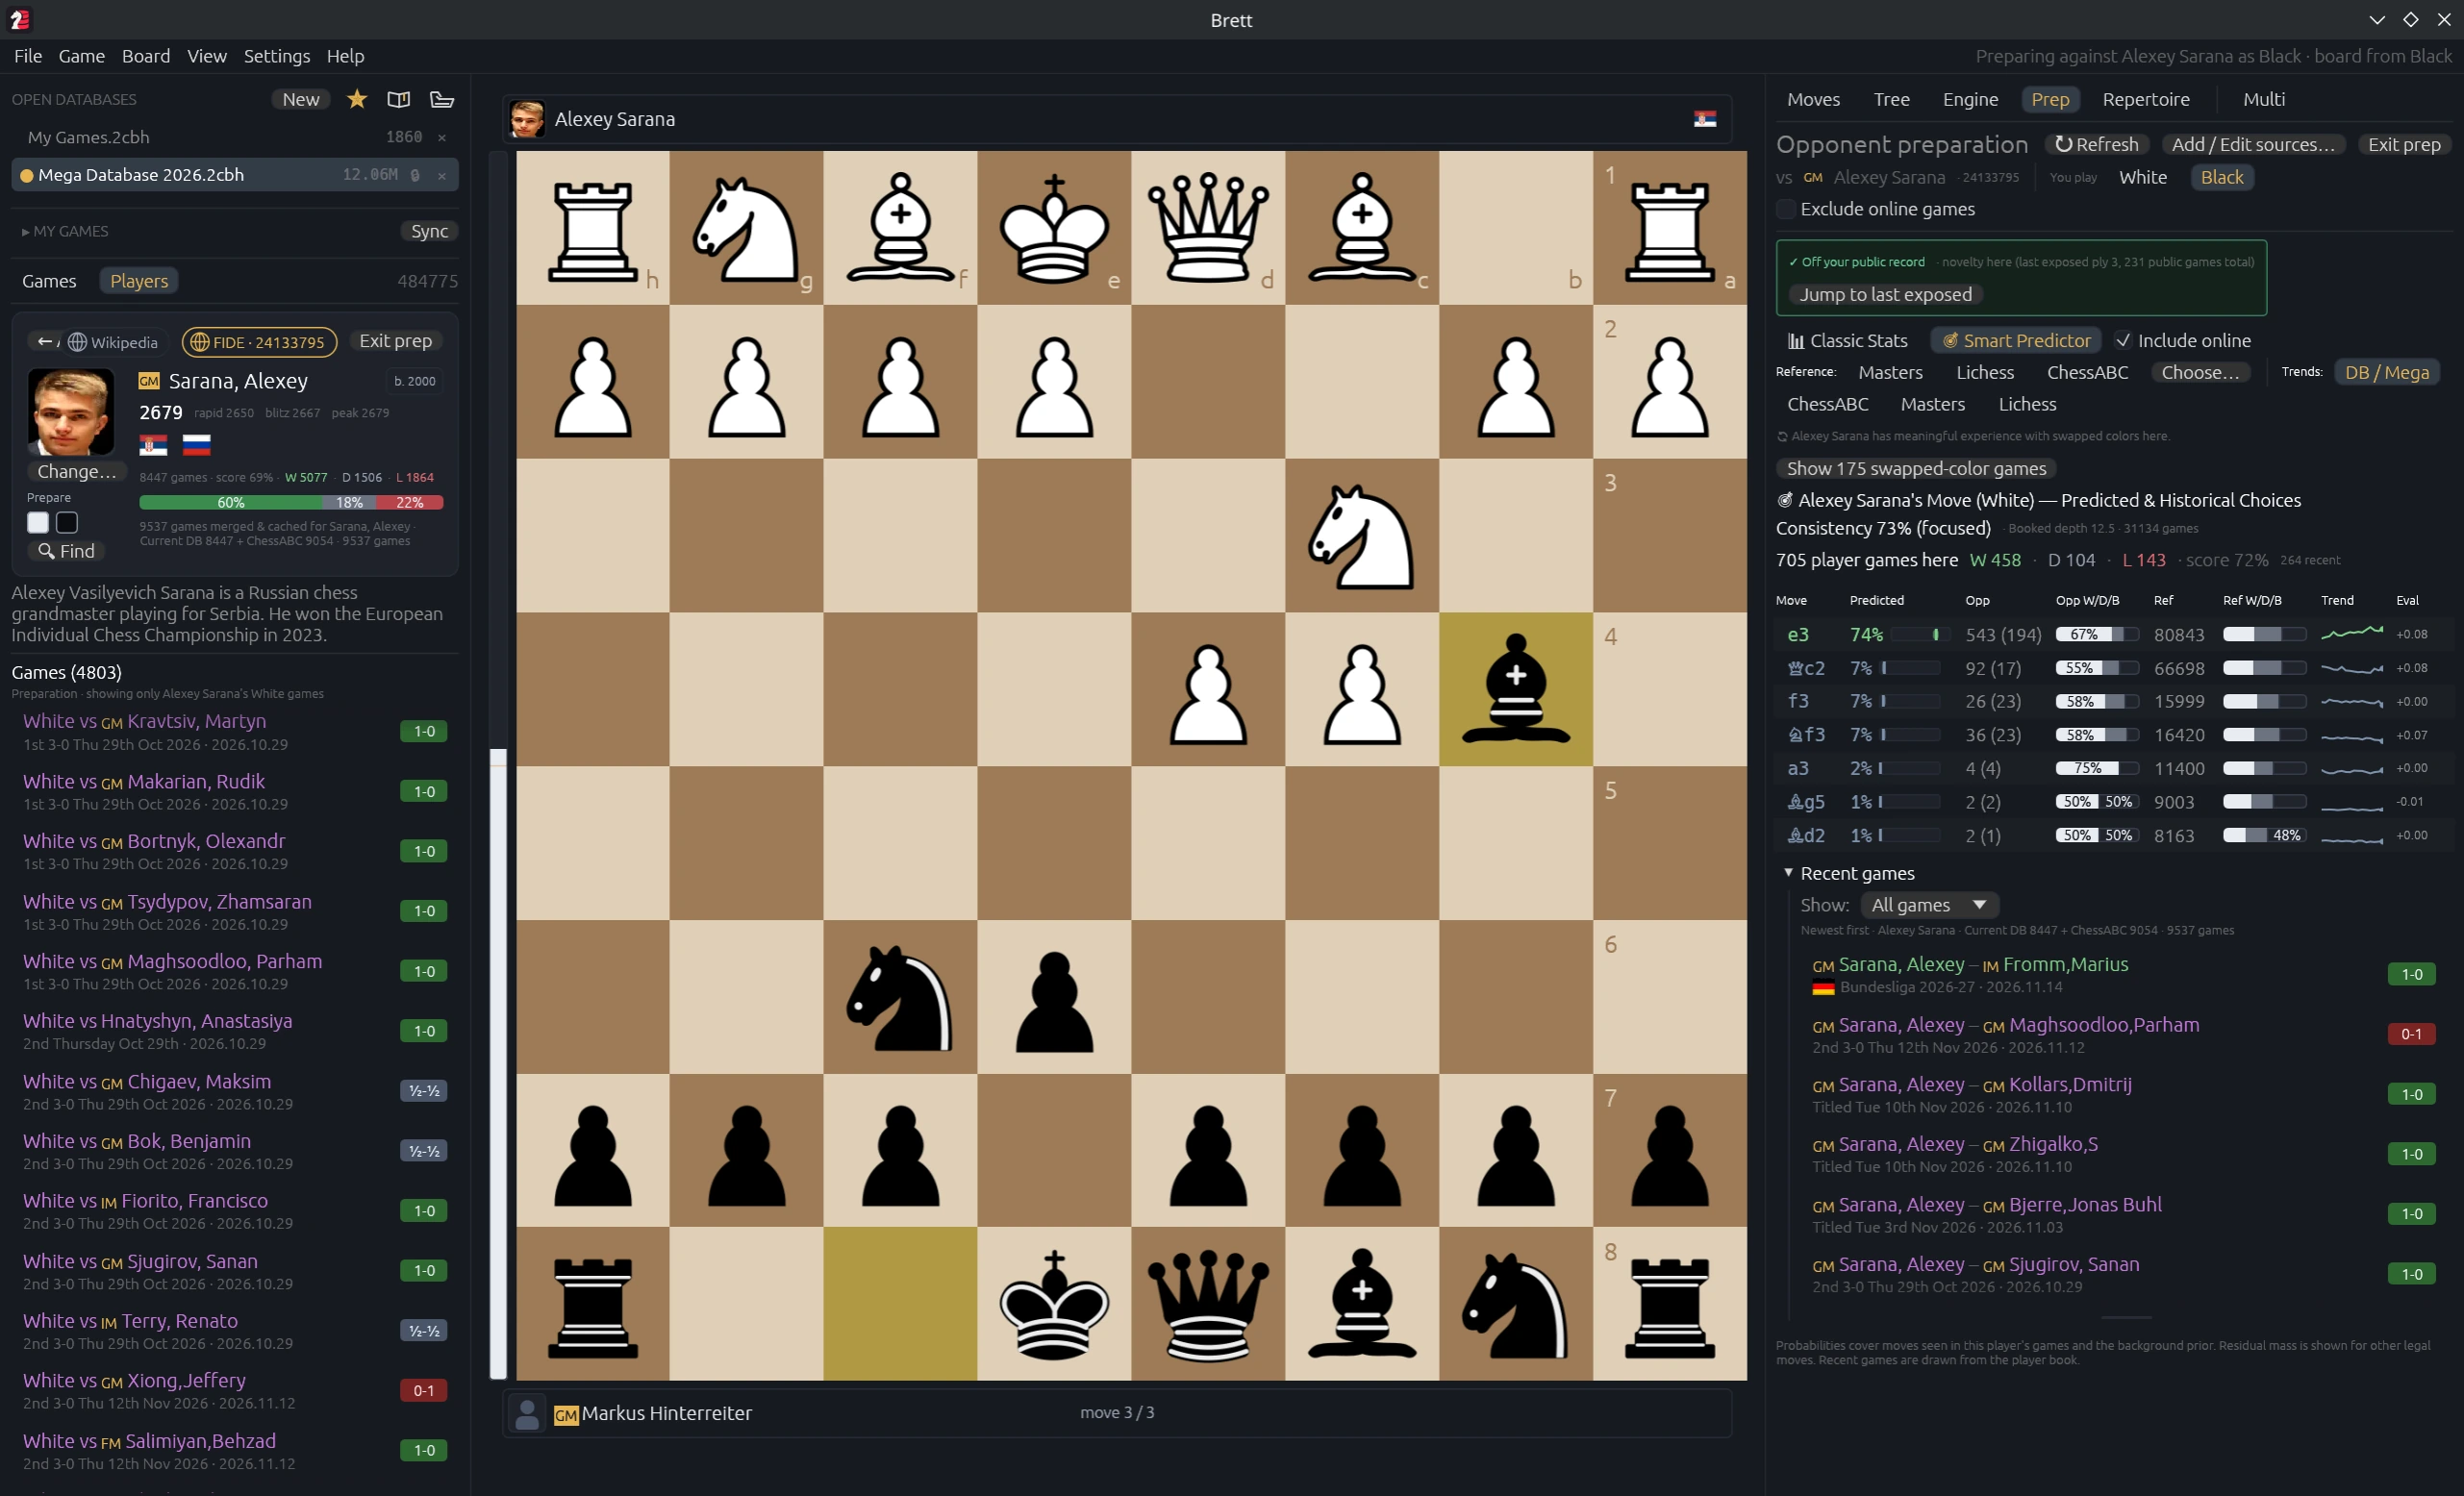 Brett
File Game Board View Settings Help
Preparing against Alexey Sarana as Black · board from Black
OPEN DATABASES New
My Games.2cbh 1860 ×
Mega Database 2026.2cbh 12.06M ×
▸ MY GAMES Sync
Games Players 484775
← Wikipedia FIDE · 24133795 Exit prep
GM Sarana, Alexey b. 2000
2679 rapid 2650 blitz 2667 peak 2679
Change...
8447 games · score 69% · W 5077 · D 1506 · L 1864
Prepare
60% 18% 22%
9537 games merged & cached for Sarana, Alexey ·
Current DB 8447 + ChessABC 9054 · 9537 games
Find
Alexey Vasilyevich Sarana is a Russian chess
grandmaster playing for Serbia. He won the European
Individual Chess Championship in 2023.
Games (4803)
Preparation · showing only Alexey Sarana's White games
White vs GM Kravtsiv, Martyn 1-0
1st 3-0 Thu 29th Oct 2026 · 2026.10.29
White vs GM Makarian, Rudik 1-0
1st 3-0 Thu 29th Oct 2026 · 2026.10.29
White vs GM Bortnyk, Olexandr 1-0
1st 3-0 Thu 29th Oct 2026 · 2026.10.29
White vs GM Tsydypov, Zhamsaran 1-0
1st 3-0 Thu 29th Oct 2026 · 2026.10.29
White vs GM Maghsoodloo, Parham 1-0
1st 3-0 Thu 29th Oct 2026 · 2026.10.29
White vs Hnatyshyn, Anastasiya 1-0
2nd Thursday Oct 29th · 2026.10.29
White vs GM Chigaev, Maksim ½-½
2nd 3-0 Thu 29th Oct 2026 · 2026.10.29
White vs GM Bok, Benjamin ½-½
2nd 3-0 Thu 29th Oct 2026 · 2026.10.29
White vs IM Fiorito, Francisco 1-0
2nd 3-0 Thu 29th Oct 2026 · 2026.10.29
White vs GM Sjugirov, Sanan 1-0
2nd 3-0 Thu 29th Oct 2026 · 2026.10.29
White vs IM Terry, Renato ½-½
2nd 3-0 Thu 29th Oct 2026 · 2026.10.29
White vs GM Xiong,Jeffery 0-1
2nd 3-0 Thu 12th Nov 2026 · 2026.11.12
White vs FM Salimiyan,Behzad 1-0
2nd 3-0 Thu 12th Nov 2026 · 2026.11.12
Alexey Sarana
1
h g f e d c b a
2
3
4
5
6
7
8
GM Markus Hinterreiter move 3 / 3
Moves Tree Engine Prep Repertoire Multi
Opponent preparation Refresh Add / Edit sources... Exit prep
vs GM Alexey Sarana · 24133795 You play White Black
Exclude online games
✓ Off your public record · novelty here (last exposed ply 3, 231 public games total)
Jump to last exposed
Classic Stats Smart Predictor ✓ Include online
Reference: Masters Lichess ChessABC Choose... Trends: DB / Mega
ChessABC Masters Lichess
Alexey Sarana has meaningful experience with swapped colors here.
Show 175 swapped-color games
Alexey Sarana's Move (White) — Predicted & Historical Choices
Consistency 73% (focused) · Booked depth 12.5 · 31134 games
705 player games here W 458 · D 104 · L 143 · score 72% 264 recent
Move Predicted Opp Opp W/D/B Ref Ref W/D/B Trend Eval
e3 74% 543 (194) 67% 80843 +0.08
♕c2 7% 92 (17) 55% 66698 +0.08
f3 7% 26 (23) 58% 15999 +0.00
♘f3 7% 36 (23) 58% 16420 +0.07
a3 2% 4 (4) 75% 11400 +0.00
♗g5 1% 2 (2) 50% 50% 9003 -0.01
♗d2 1% 2 (1) 50% 50% 8163 48% +0.00
▼ Recent games
Show: All games ▼
Newest first · Alexey Sarana · Current DB 8447 + ChessABC 9054 · 9537 games
GM Sarana, Alexey – IM Fromm,Marius 1-0
Bundesliga 2026-27 · 2026.11.14
GM Sarana, Alexey – GM Maghsoodloo,Parham 0-1
2nd 3-0 Thu 12th Nov 2026 · 2026.11.12
GM Sarana, Alexey – GM Kollars,Dmitrij 1-0
Titled Tue 10th Nov 2026 · 2026.11.10
GM Sarana, Alexey – GM Zhigalko,S 1-0
Titled Tue 10th Nov 2026 · 2026.11.10
GM Sarana, Alexey – GM Bjerre,Jonas Buhl 1-0
Titled Tue 3rd Nov 2026 · 2026.11.03
GM Sarana, Alexey – GM Sjugirov, Sanan 1-0
2nd 3-0 Thu 29th Oct 2026 · 2026.10.29
Probabilities cover moves seen in this player's games and the background prior. Residual mass is shown for other legal
moves. Recent games are drawn from the player book.